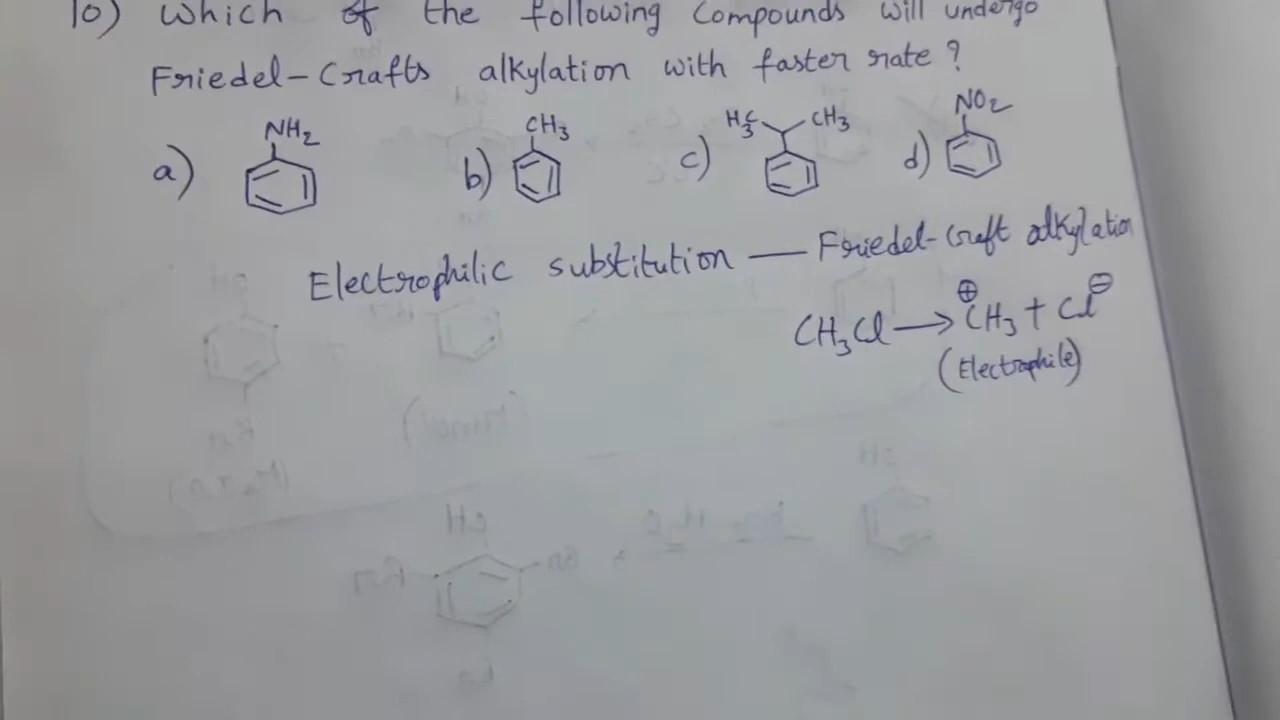 10) Which of the following Compounds will undergo
Friedel-Crafts alkylation with faster rate ?
a) NH₂ b) CH₃ c) H₃C CH₃ d) NO₂
Electrophilic substitution — Friedel-Craft alkylation
CH₃Cl → ⊕CH₃ + Cl⊖
(Electrophile)